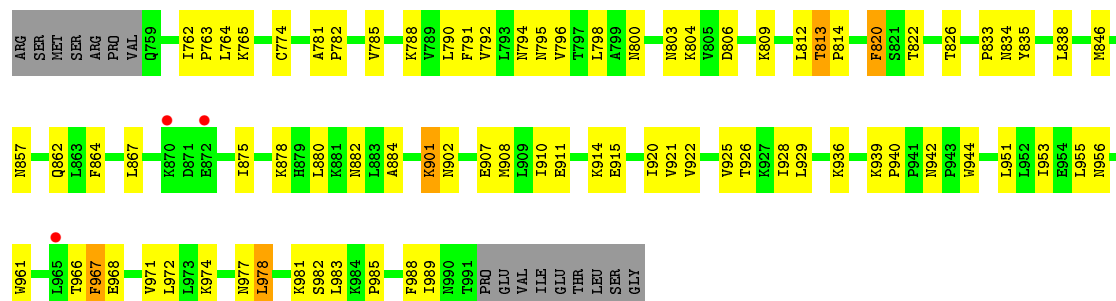 ARG SER MET SER ARG PRO VAL Q759 I762 P763 L764 K765 C774 A781 P782 V785 K788 V789 L790 F791 V792 L793 N794 N795 V796 T797 L798 A799 N800 N803 K804 V805 D806 K809 L812 T813 P814 F820 S821 T822 T826 P833 N834 Y835 L838 M846
N857 Q862 L863 F864 L867 K870 D871 E872 I875 K878 H879 L880 K881 N882 L883 A884 K901 N902 E907 M908 L909 I910 E911 K914 E915 I920 V921 V922 V925 T926 K927 I928 L929 K936 K939 P940 P941 N942 P943 W944 L951 L952 I953 E954 L955 N956
W961 L965 T966 F967 E968 V971 L972 L973 K974 N977 L978 K981 S982 L983 K984 P985 F988 I989 N990 T991 PRO GLU VAL ILE GLU THR LEU SER GLY